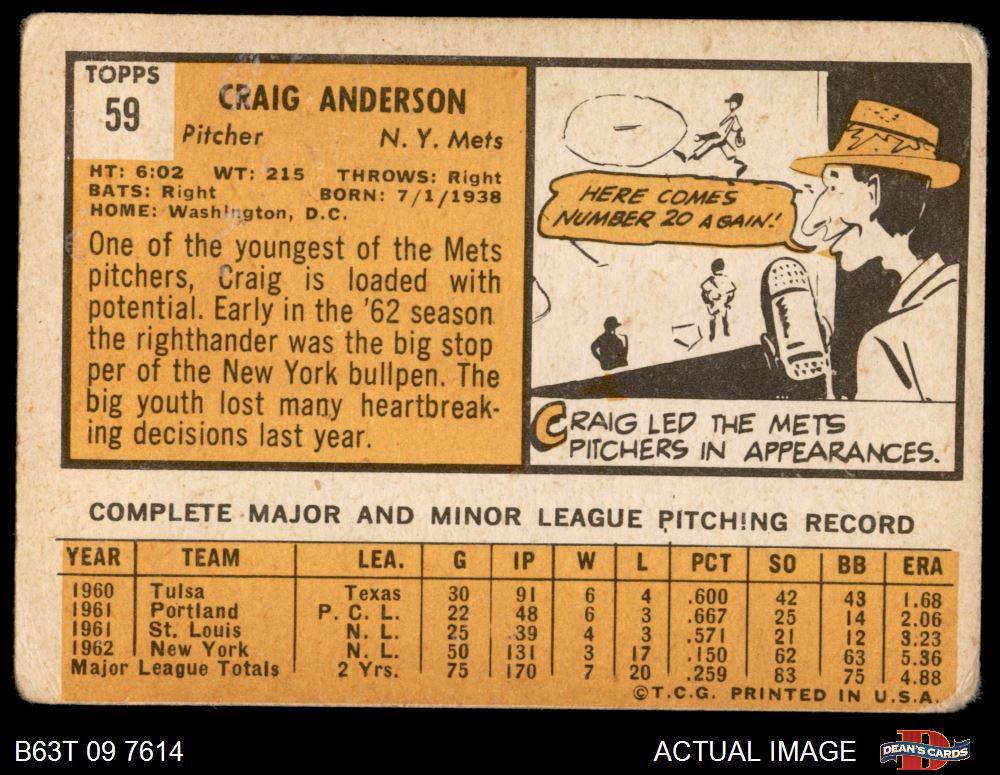 TOPPS
59
CRAIG ANDERSON
Pitcher N. Y. Mets
HT: 6:02 WT: 215 THROWS: Right
BATS: Right BORN: 7/1/1938
HOME: Washington, D.C.
One of the youngest of the Mets
pitchers, Craig is loaded with
potential. Early in the '62 season
the righthander was the big stop
per of the New York bullpen. The
big youth lost many heartbreak-
ing decisions last year.
HERE COMES
NUMBER 20 AGAIN!
CRAIG LED THE METS
PITCHERS IN APPEARANCES.
COMPLETE MAJOR AND MINOR LEAGUE PITCHING RECORD
YEAR TEAM LEA. G IP W L PCT SO BB ERA
1960 Tulsa Texas 30 91 6 4 .600 42 43 1.68
1961 Portland P. C. L. 22 48 6 3 .667 25 14 2.06
1961 St. Louis N. L. 25 39 4 3 .571 21 12 3.23
1962 New York N. L. 50 131 3 17 .150 62 63 5.36
Major League Totals 2 Yrs. 75 170 7 20 .259 83 75 4.88
©T.C.G. PRINTED IN U.S.A.
B63T 09 7614 ACTUAL IMAGE DEAN'S CARDS